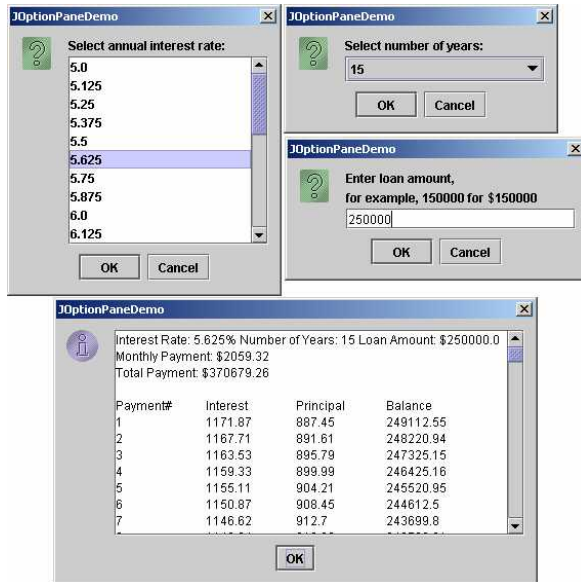 JOptionPaneDemo
Select annual interest rate:
5.0
5.125
5.25
5.375
5.5
5.625
5.75
5.875
6.0
6.125
OK Cancel
JOptionPaneDemo
Select number of years:
15
OK Cancel
JOptionPaneDemo
Enter loan amount,
for example, 150000 for $150000
250000
OK Cancel
JOptionPaneDemo
Interest Rate: 5.625% Number of Years: 15 Loan Amount: $250000.0
Monthly Payment: $2059.32
Total Payment: $370679.26
Payment# Interest Principal Balance
1 1171.87 887.45 249112.55
2 1167.71 891.61 248220.94
3 1163.53 895.79 247325.15
4 1159.33 899.99 246425.16
5 1155.11 904.21 245520.95
6 1150.87 908.45 244612.5
7 1146.62 912.7 243699.8
OK